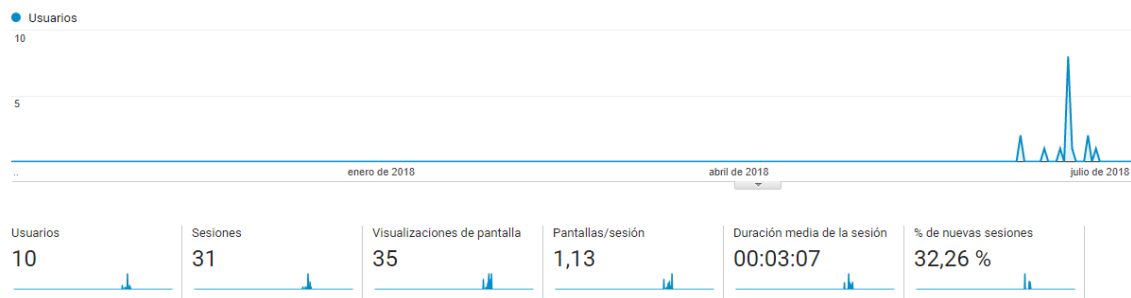 Usuarios
10
5
..
enero de 2018
abril de 2018
julio de 2018
Usuarios
10
Sesiones
31
Visualizaciones de pantalla
35
Pantallas/sesión
1,13
Duración media de la sesión
00:03:07
% de nuevas sesiones
32,26 %